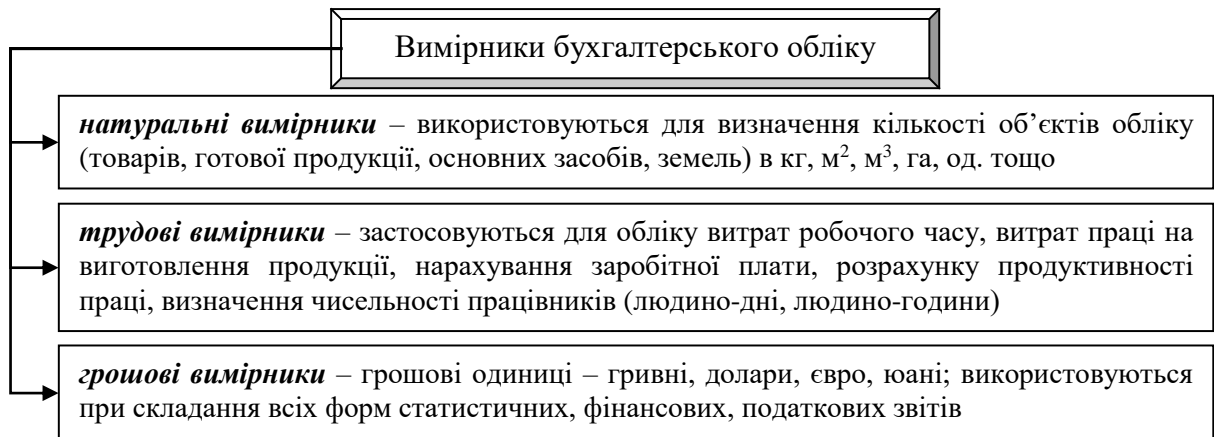 Вимірники бухгалтерського обліку
натуральні вимірники – використовуються для визначення кількості об’єктів обліку
(товарів, готової продукції, основних засобів, земель) в кг, м², м³, га, од. тощо
трудові вимірники – застосовуються для обліку витрат робочого часу, витрат праці на
виготовлення продукції, нарахування заробітної плати, розрахунку продуктивності
праці, визначення чисельності працівників (людино-дні, людино-години)
грошові вимірники – грошові одиниці – гривні, долари, євро, юані; використовуються
при складання всіх форм статистичних, фінансових, податкових звітів